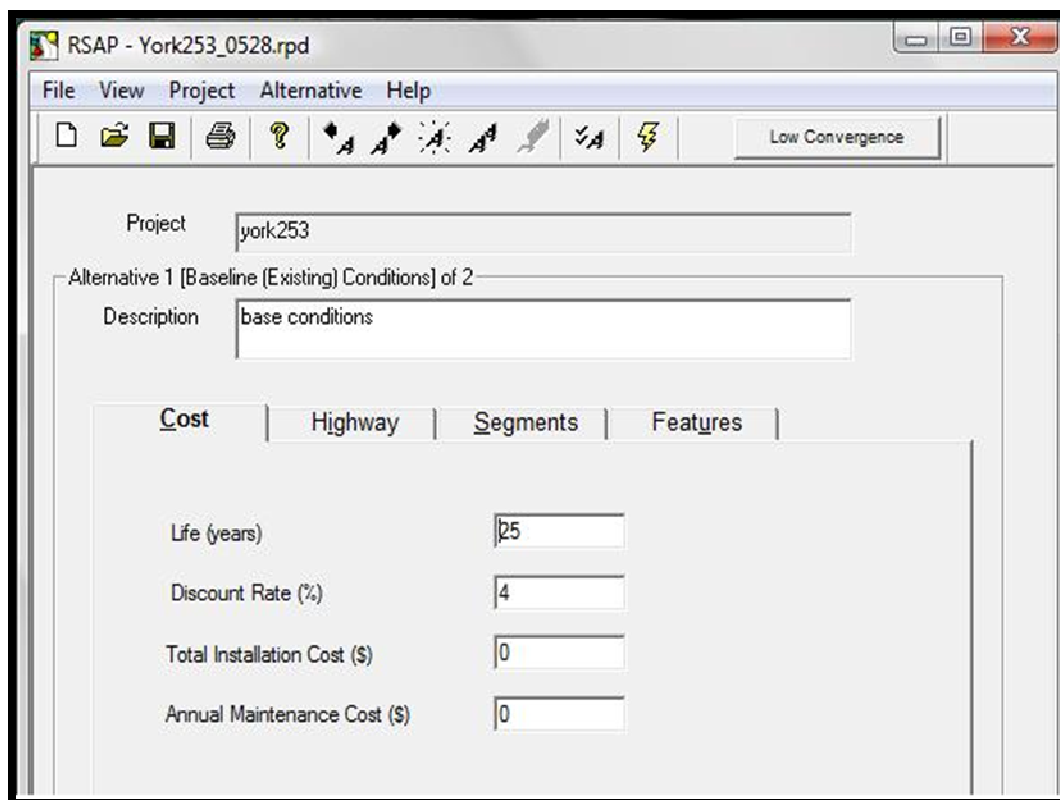 RSAP - York253_0528.rpd
File View Project Alternative Help
Low Convergence
Project york253
Alternative 1 [Baseline (Existing) Conditions] of 2
Description base conditions
Cost Highway Segments Features
Life (years) 25
Discount Rate (%) 4
Total Installation Cost ($) 0
Annual Maintenance Cost ($) 0